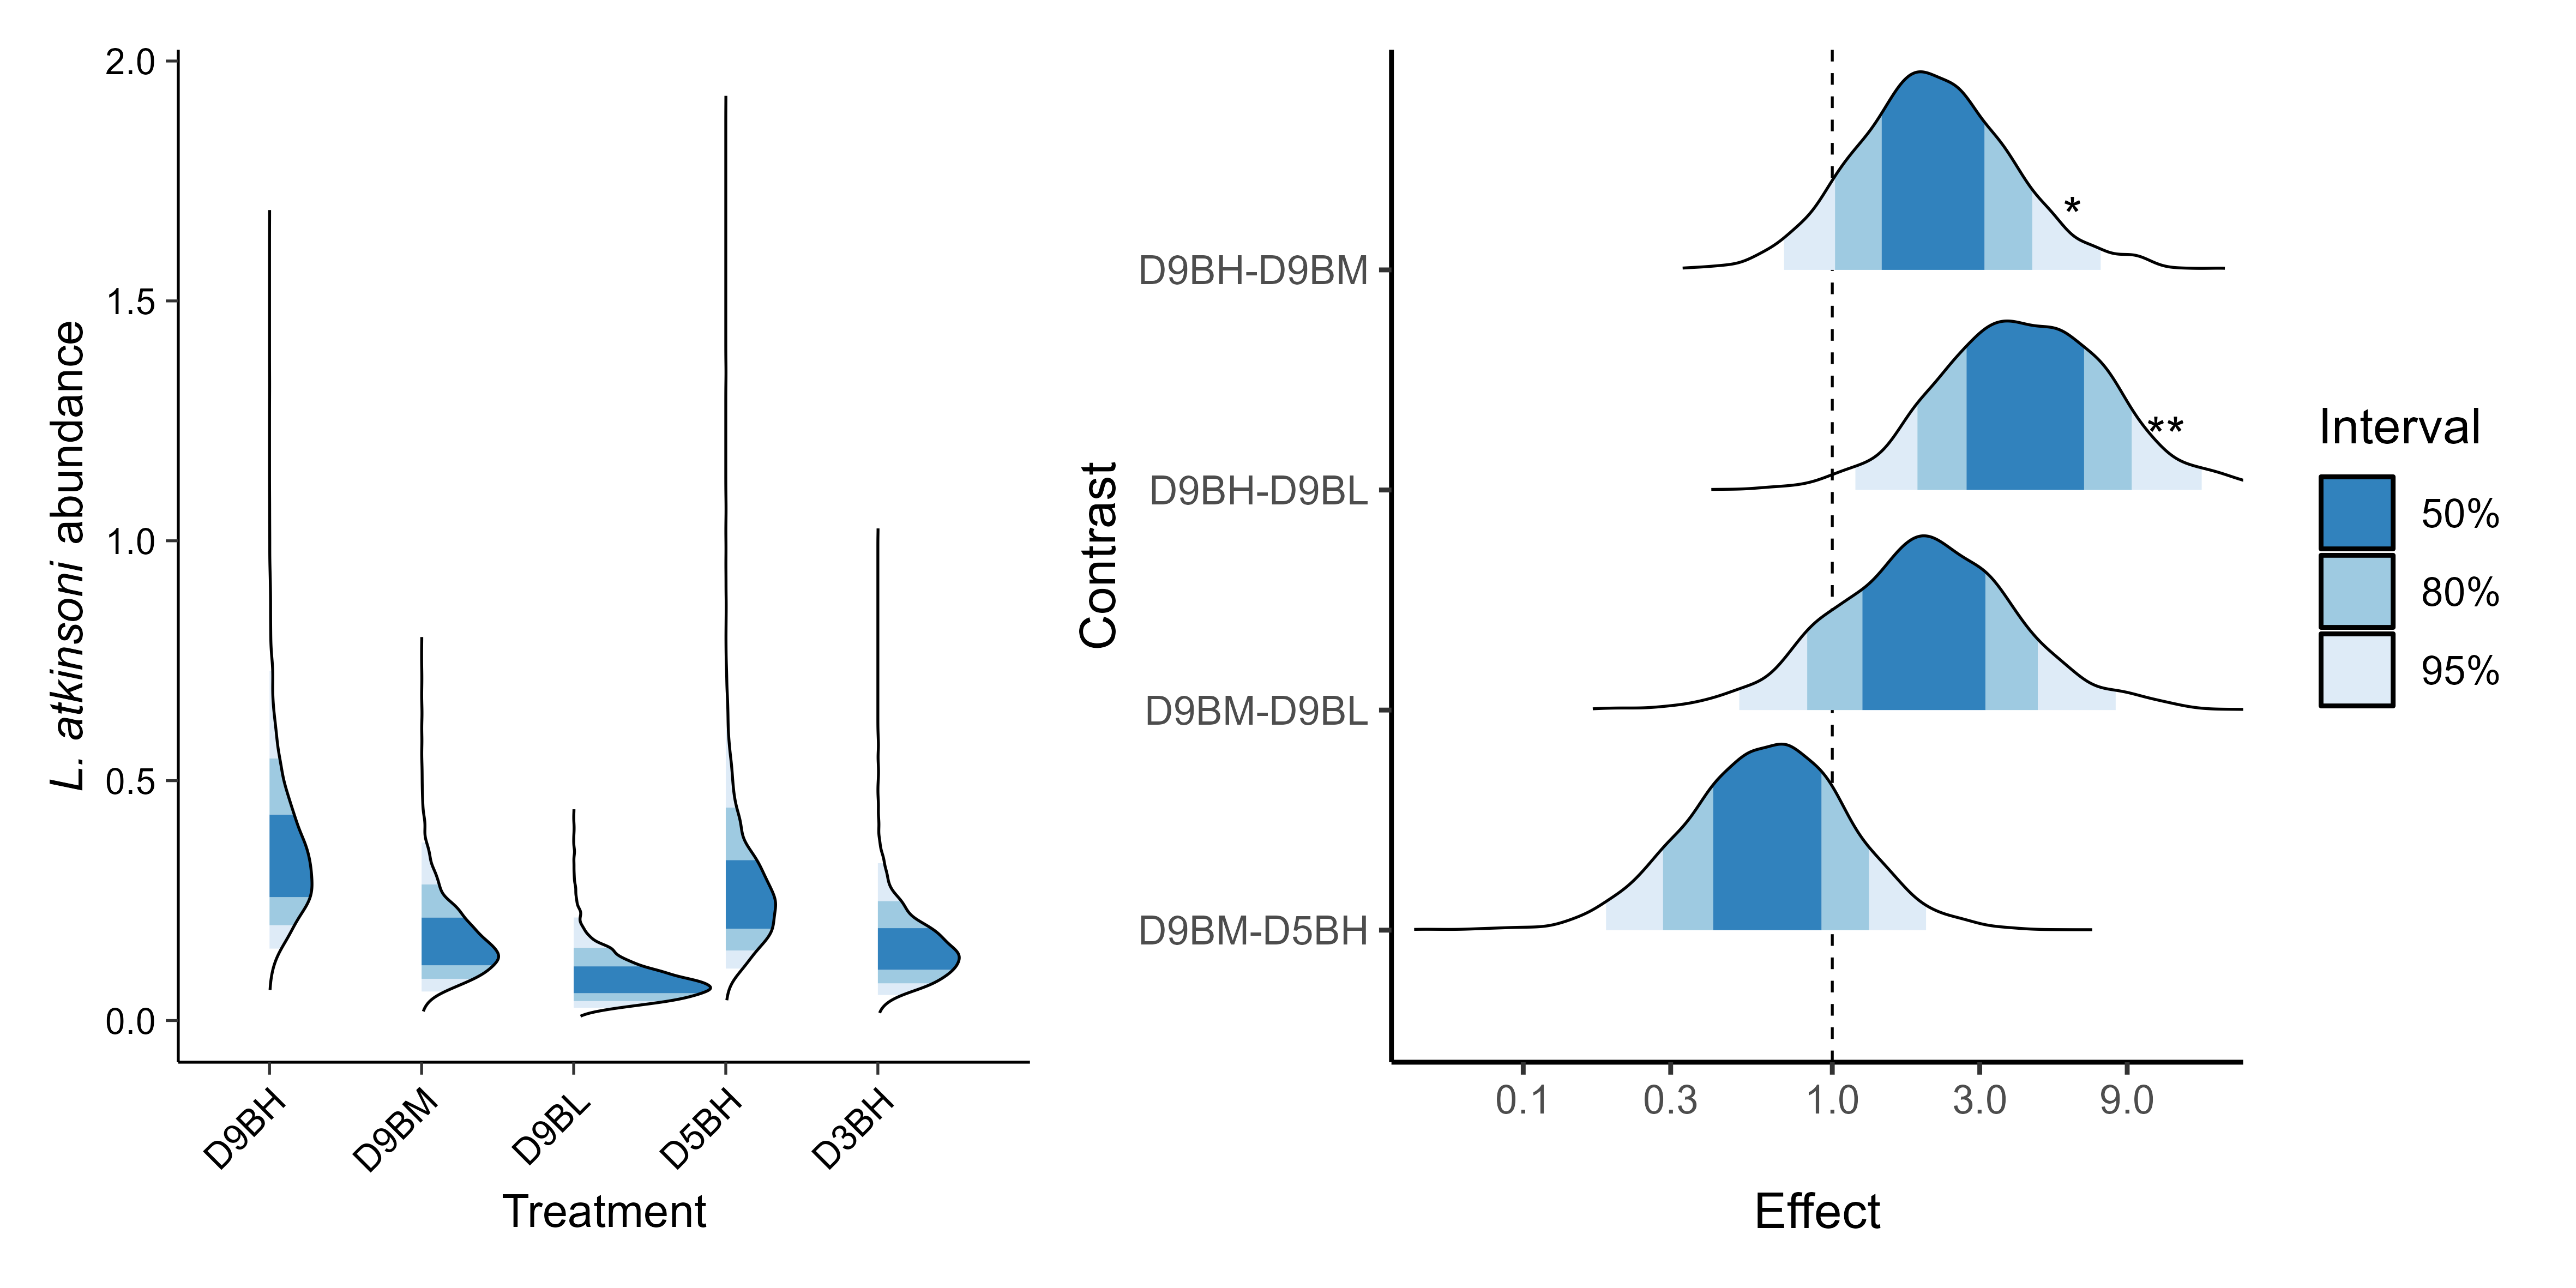 L. atkinsoni abundance
2.0
1.5
1.0
0.5
0.0
D9BH
D9BM
D9BL
D5BH
D3BH
Treatment
Contrast
D9BH-D9BM
D9BH-D9BL
D9BM-D9BL
D9BM-D5BH
*
**
0.1
0.3
1.0
3.0
9.0
Effect
Interval
50%
80%
95%